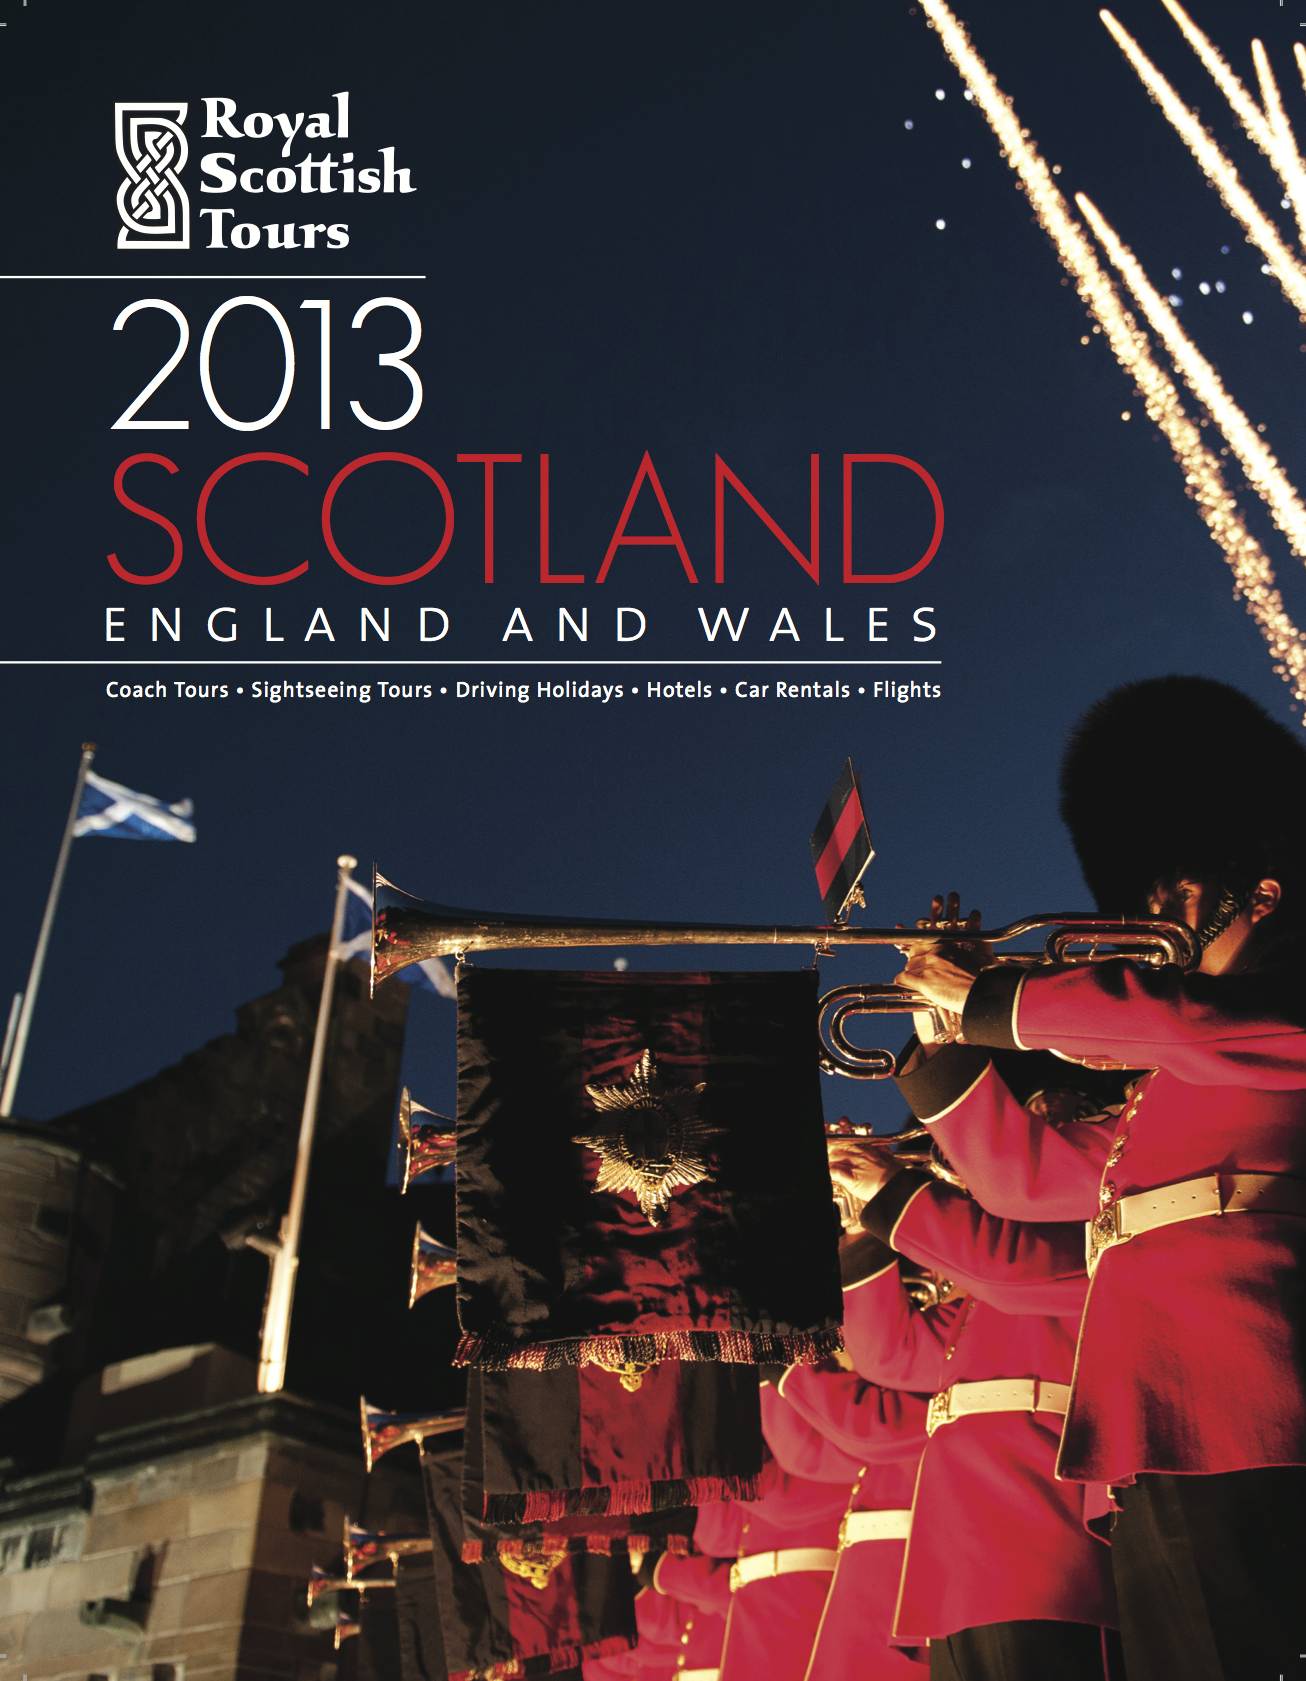 Royal
Scottish
Tours
2013
SCOTLAND
ENGLAND AND WALES
Coach Tours • Sightseeing Tours • Driving Holidays • Hotels • Car Rentals • Flights